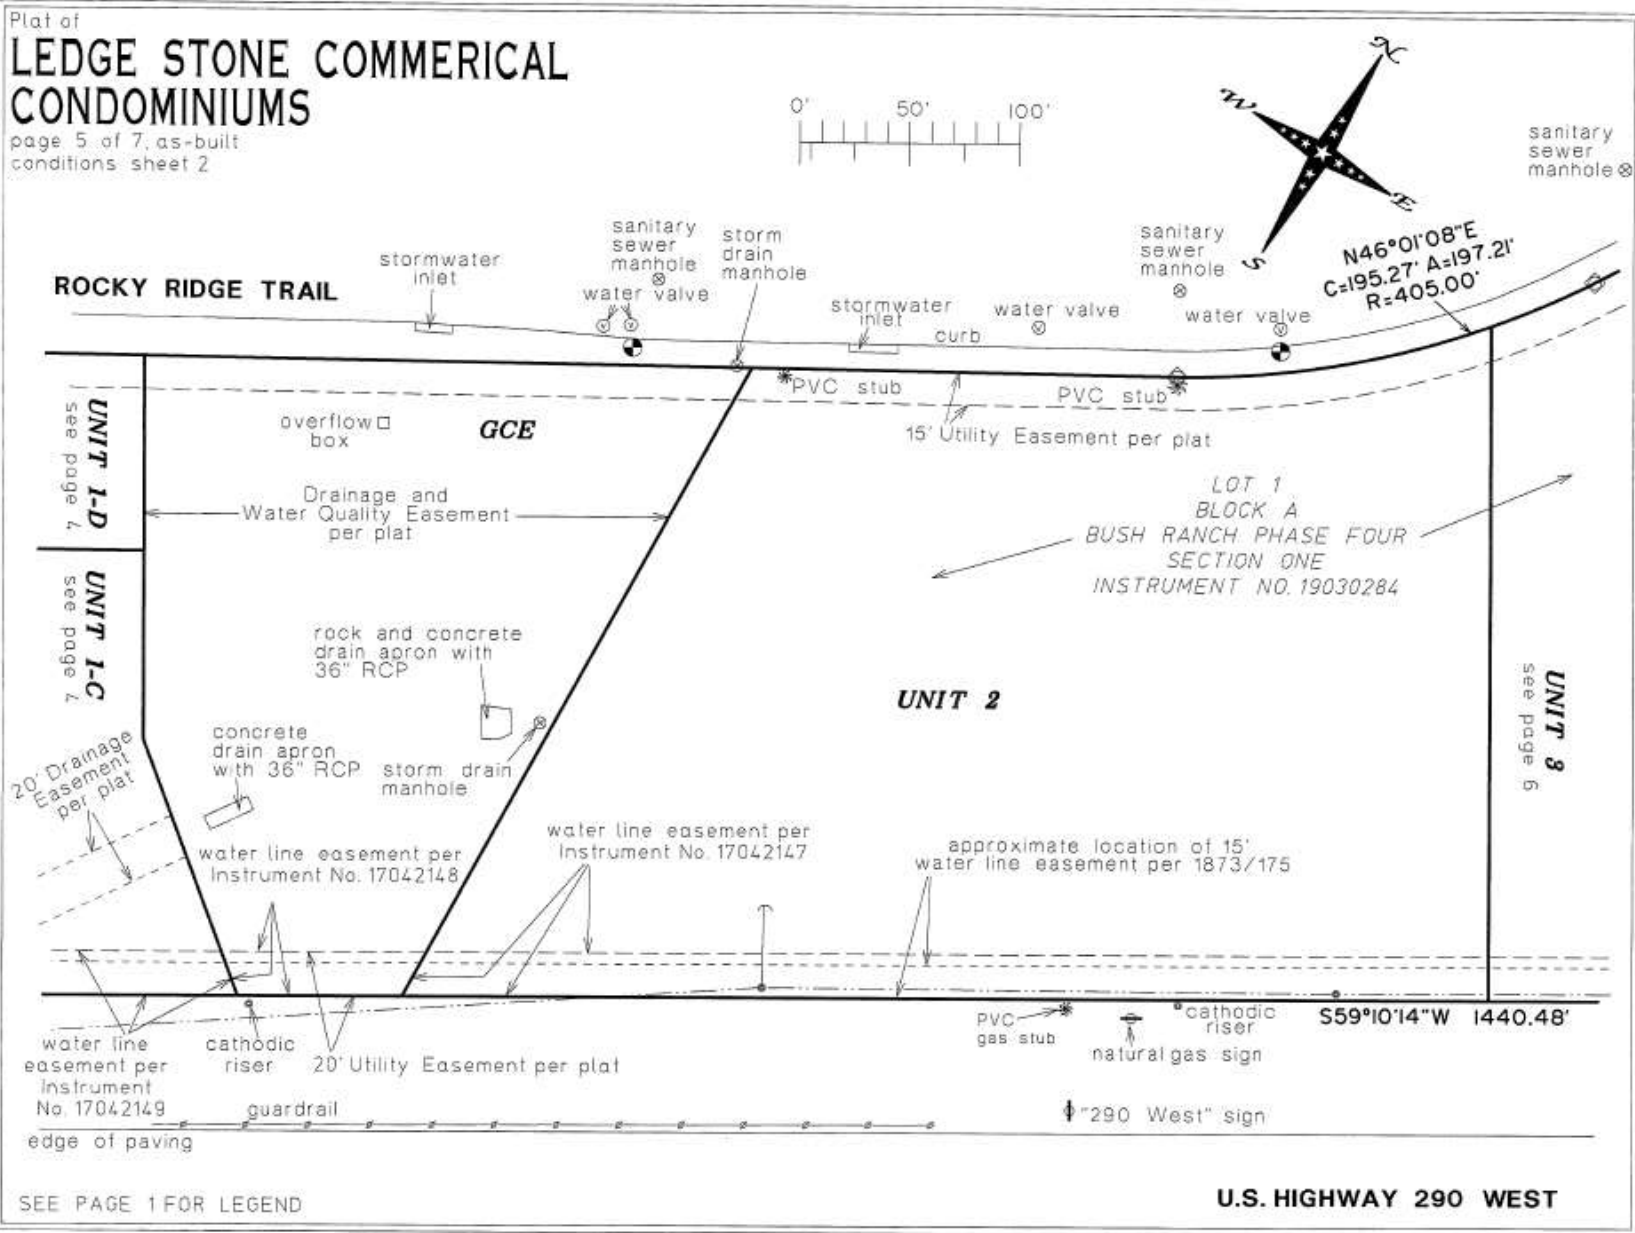 Plat of
LEDGE STONE COMMERICAL
CONDOMINIUMS
page 5 of 7, as-built
conditions sheet 2
0' 50' 100'
N
W
E
S
sanitary
sewer
manhole
N46°01'08"E
C=195.27' A=197.21'
R=405.00'
ROCKY RIDGE TRAIL
stormwater
inlet
sanitary
sewer
manhole
water valve
storm
drain
manhole
stormwater
inlet
curb
water valve
sanitary
sewer
manhole
water valve
PVC stub
PVC stub
15' Utility Easement per plat
UNIT 1-D
see page 4
overflow
box
GCE
Drainage and
Water Quality Easement
per plat
LOT 1
BLOCK A
BUSH RANCH PHASE FOUR
SECTION ONE
INSTRUMENT NO. 19030284
UNIT 1-C
see page 4
rock and concrete
drain apron with
36" RCP
UNIT 2
UNIT 8
see page 6
20' Drainage
Easement
per plat
concrete
drain apron
with 36" RCP
storm drain
manhole
water line easement per
Instrument No. 17042148
water line easement per
Instrument No. 17042147
approximate location of 15'
water line easement per 1873/175
water line
easement per
Instrument
No. 17042149
cathodic
riser
20' Utility Easement per plat
PVC
gas stub
natural gas sign
cathodic
riser
S59°10'14"W 1440.48'
guardrail
"290 West" sign
edge of paving
SEE PAGE 1 FOR LEGEND
U.S. HIGHWAY 290 WEST